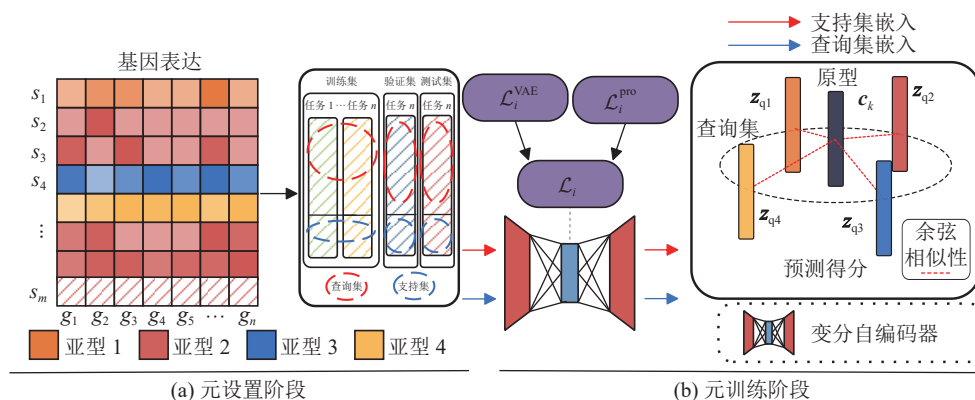 支持集嵌入
查询集嵌入
基因表达
s1
s2
s3
s4
⋮
sm
g1 g2 g3 g4 g5 … gn
亚型 1 亚型 2 亚型 3 亚型 4
训练集 验证集 测试集
任务 1 … 任务 n 任务 n 任务 n
查询集 支持集
ℒi^VAE ℒi^pro
ℒi
原型
ck
zq1 zq2
查询集
zq4 zq3
预测得分
余弦
相似性
变分自编码器
(a) 元设置阶段 (b) 元训练阶段